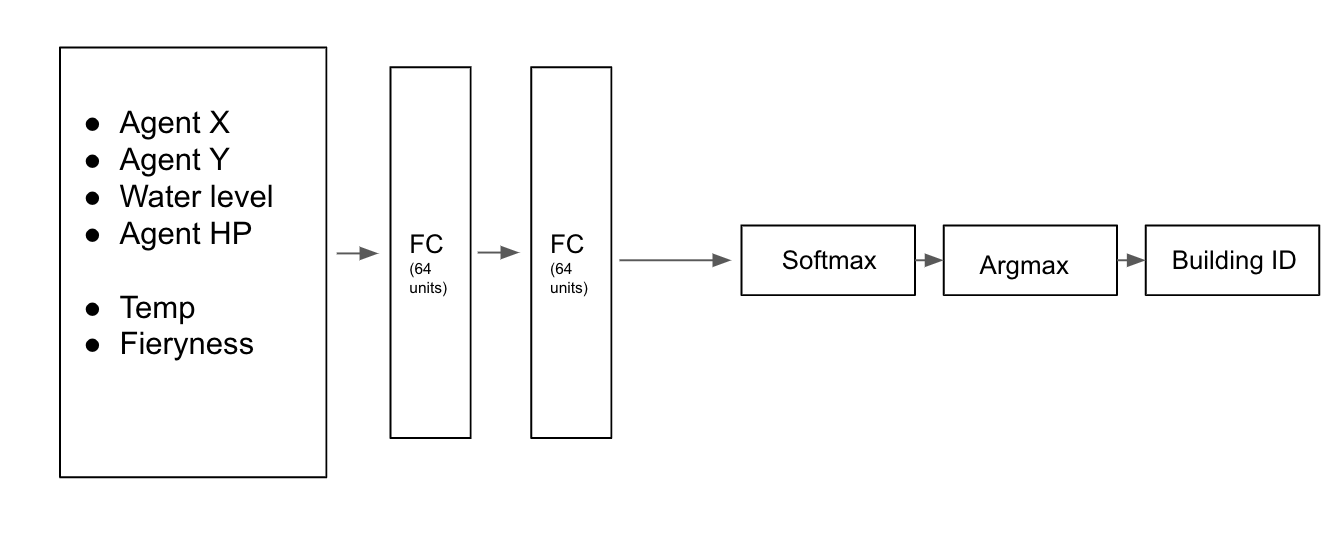 ● Agent X
● Agent Y
● Water level
● Agent HP
● Temp
● Fieryness
FC
(64
units)
FC
(64
units)
Softmax
Argmax
Building ID